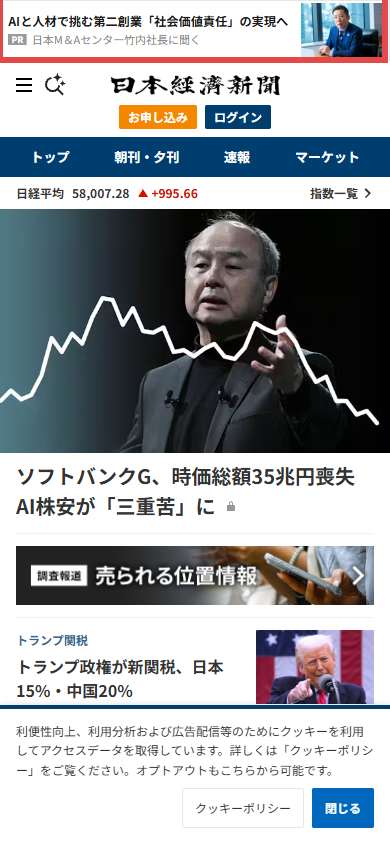 AIと人材で挑む第二創業「社会価値責任」の実現へ
PR 日本M＆Aセンター竹内社長に聞く
日本経済新聞
お申し込み ログイン
トップ 朝刊・夕刊 速報 マーケット
日経平均 58,007.28 ▲ +995.66 指数一覧
ソフトバンクG、時価総額35兆円喪失
AI株安が「三重苦」に
調査報道 売られる位置情報
トランプ関税
トランプ政権が新関税、日本
15%・中国20%
利便性向上、利用分析および広告配信等のためにクッキーを利用
してアクセスデータを取得しています。詳しくは「クッキーポリシ
ー」をご覧ください。オプトアウトもこちらから可能です。
クッキーポリシー 閉じる